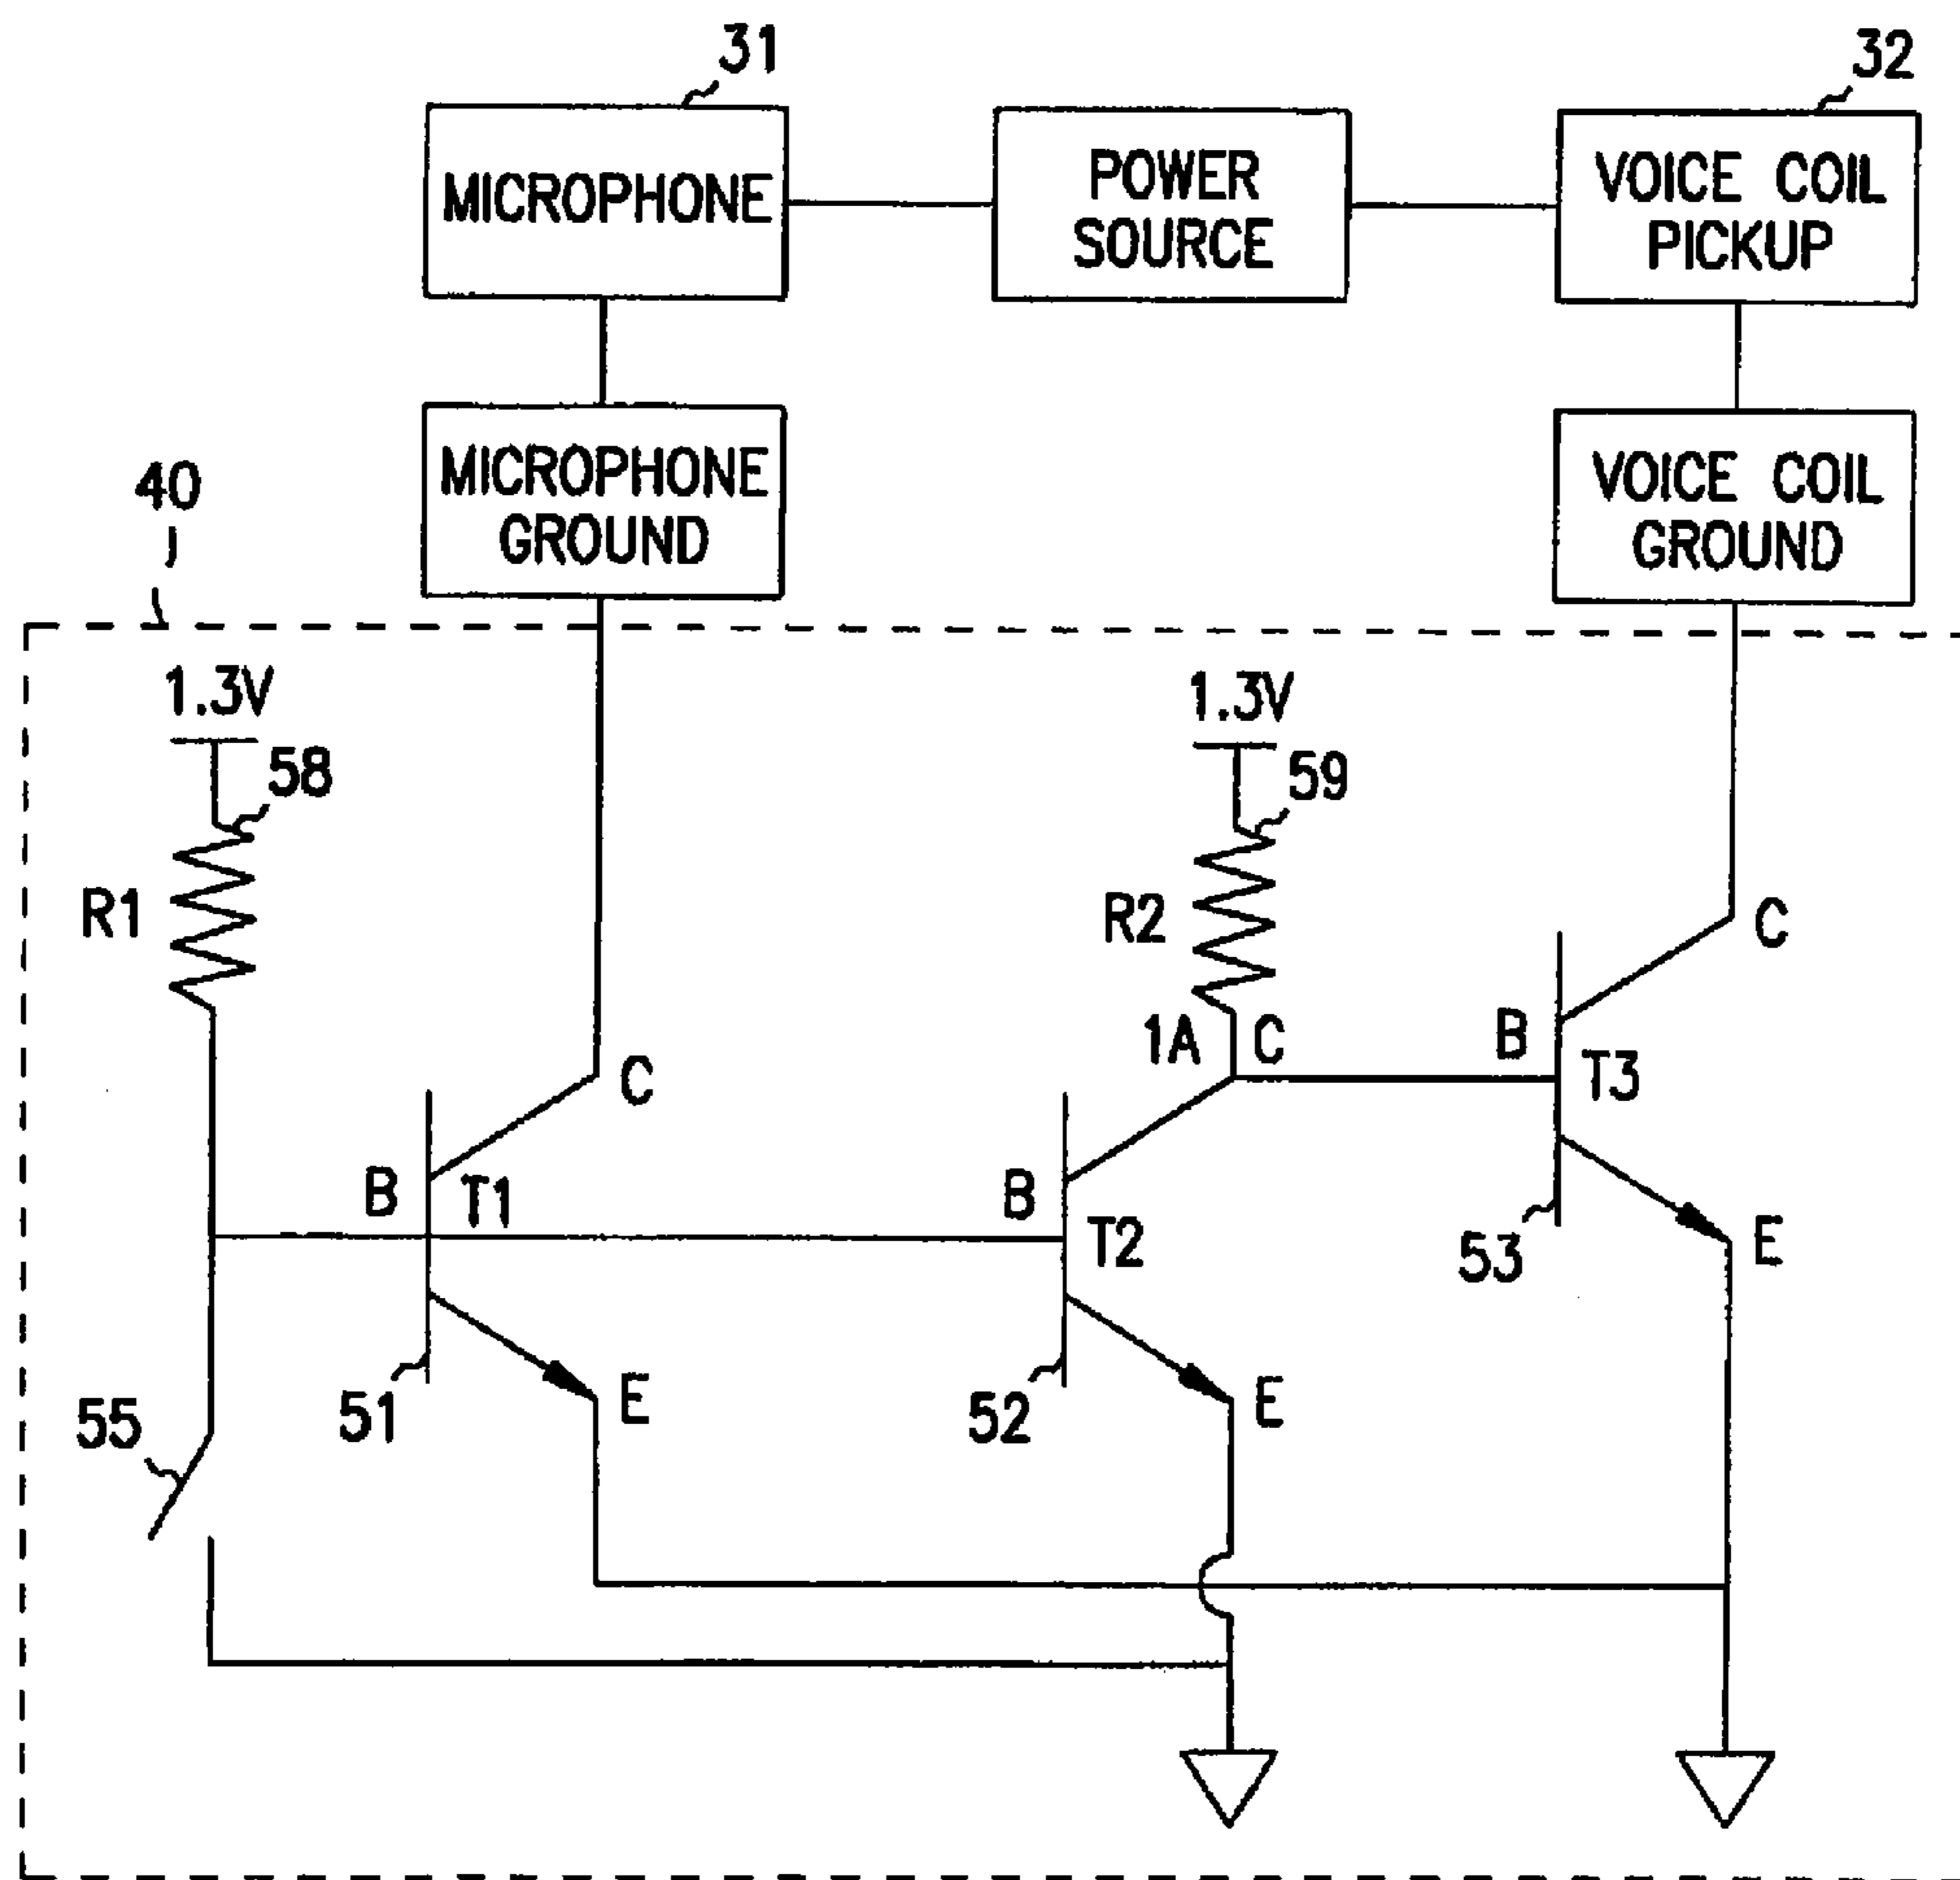 31
32
MICROPHONE
POWER
SOURCE
VOICE COIL
PICKUP
MICROPHONE
GROUND
VOICE COIL
GROUND
40
1.3V
58
R1
1.3V
59
R2
1A
C
C
B
T3
C
B
T1
B
T2
E
53
51
E
52
E
55